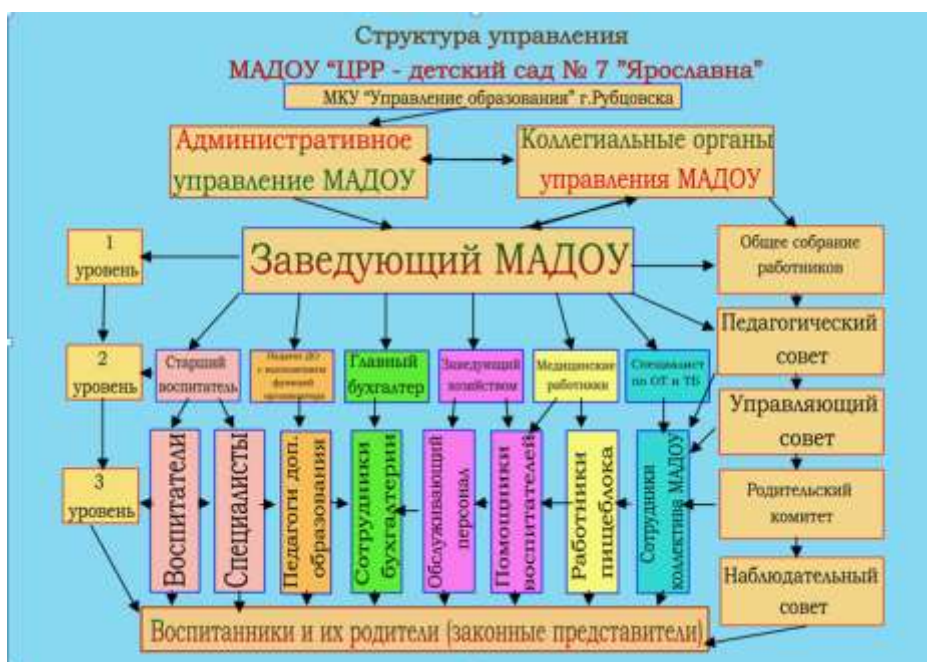 Структура управления
МАДОУ “ЦРР - детский сад № 7 ”Ярославна”
МКУ “Управление образования” г.Рубцовска
Административное
управление МАДОУ
Коллегиальные органы
управления МАДОУ
Заведующий МАДОУ
1
уровень
Общее собрание
работников
Педагогический
совет
2
уровень
Старший
воспитатель
Педагог ДО
функций
Главный
бухгалтер
Заведующий
хозяйством
Медицинские
работники
Специалист
по ОТ и ТБ
Управляющий
совет
3
уровень
Воспитатели
Специалисты
Педагоги доп.
образования
Сотрудники
бухгалтерии
Обслуживающий
персонал
Помощники
воспитателей
Работники
пищеблока
Сотрудники
коллектива МАДОУ
Родительский
комитет
Наблюдательный
совет
Воспитанники и их родители (законные представители)